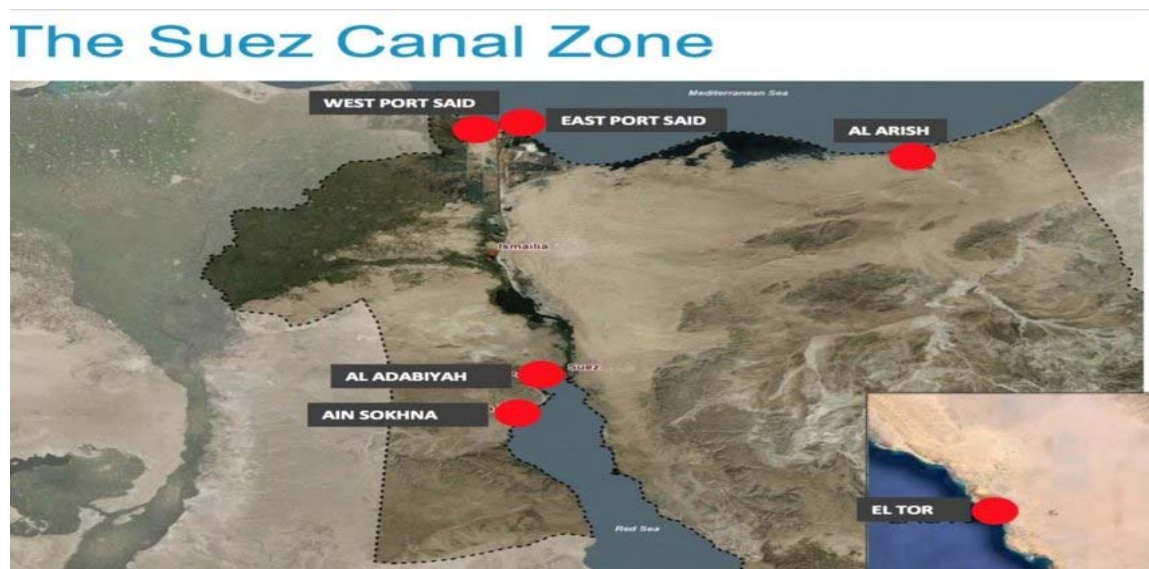 The Suez Canal Zone
Mediterranean Sea
WEST PORT SAID
EAST PORT SAID
AL ARISH
Ismailia
AL ADABIYAH
Suez
AIN SOKHNA
EL TOR
Red Sea